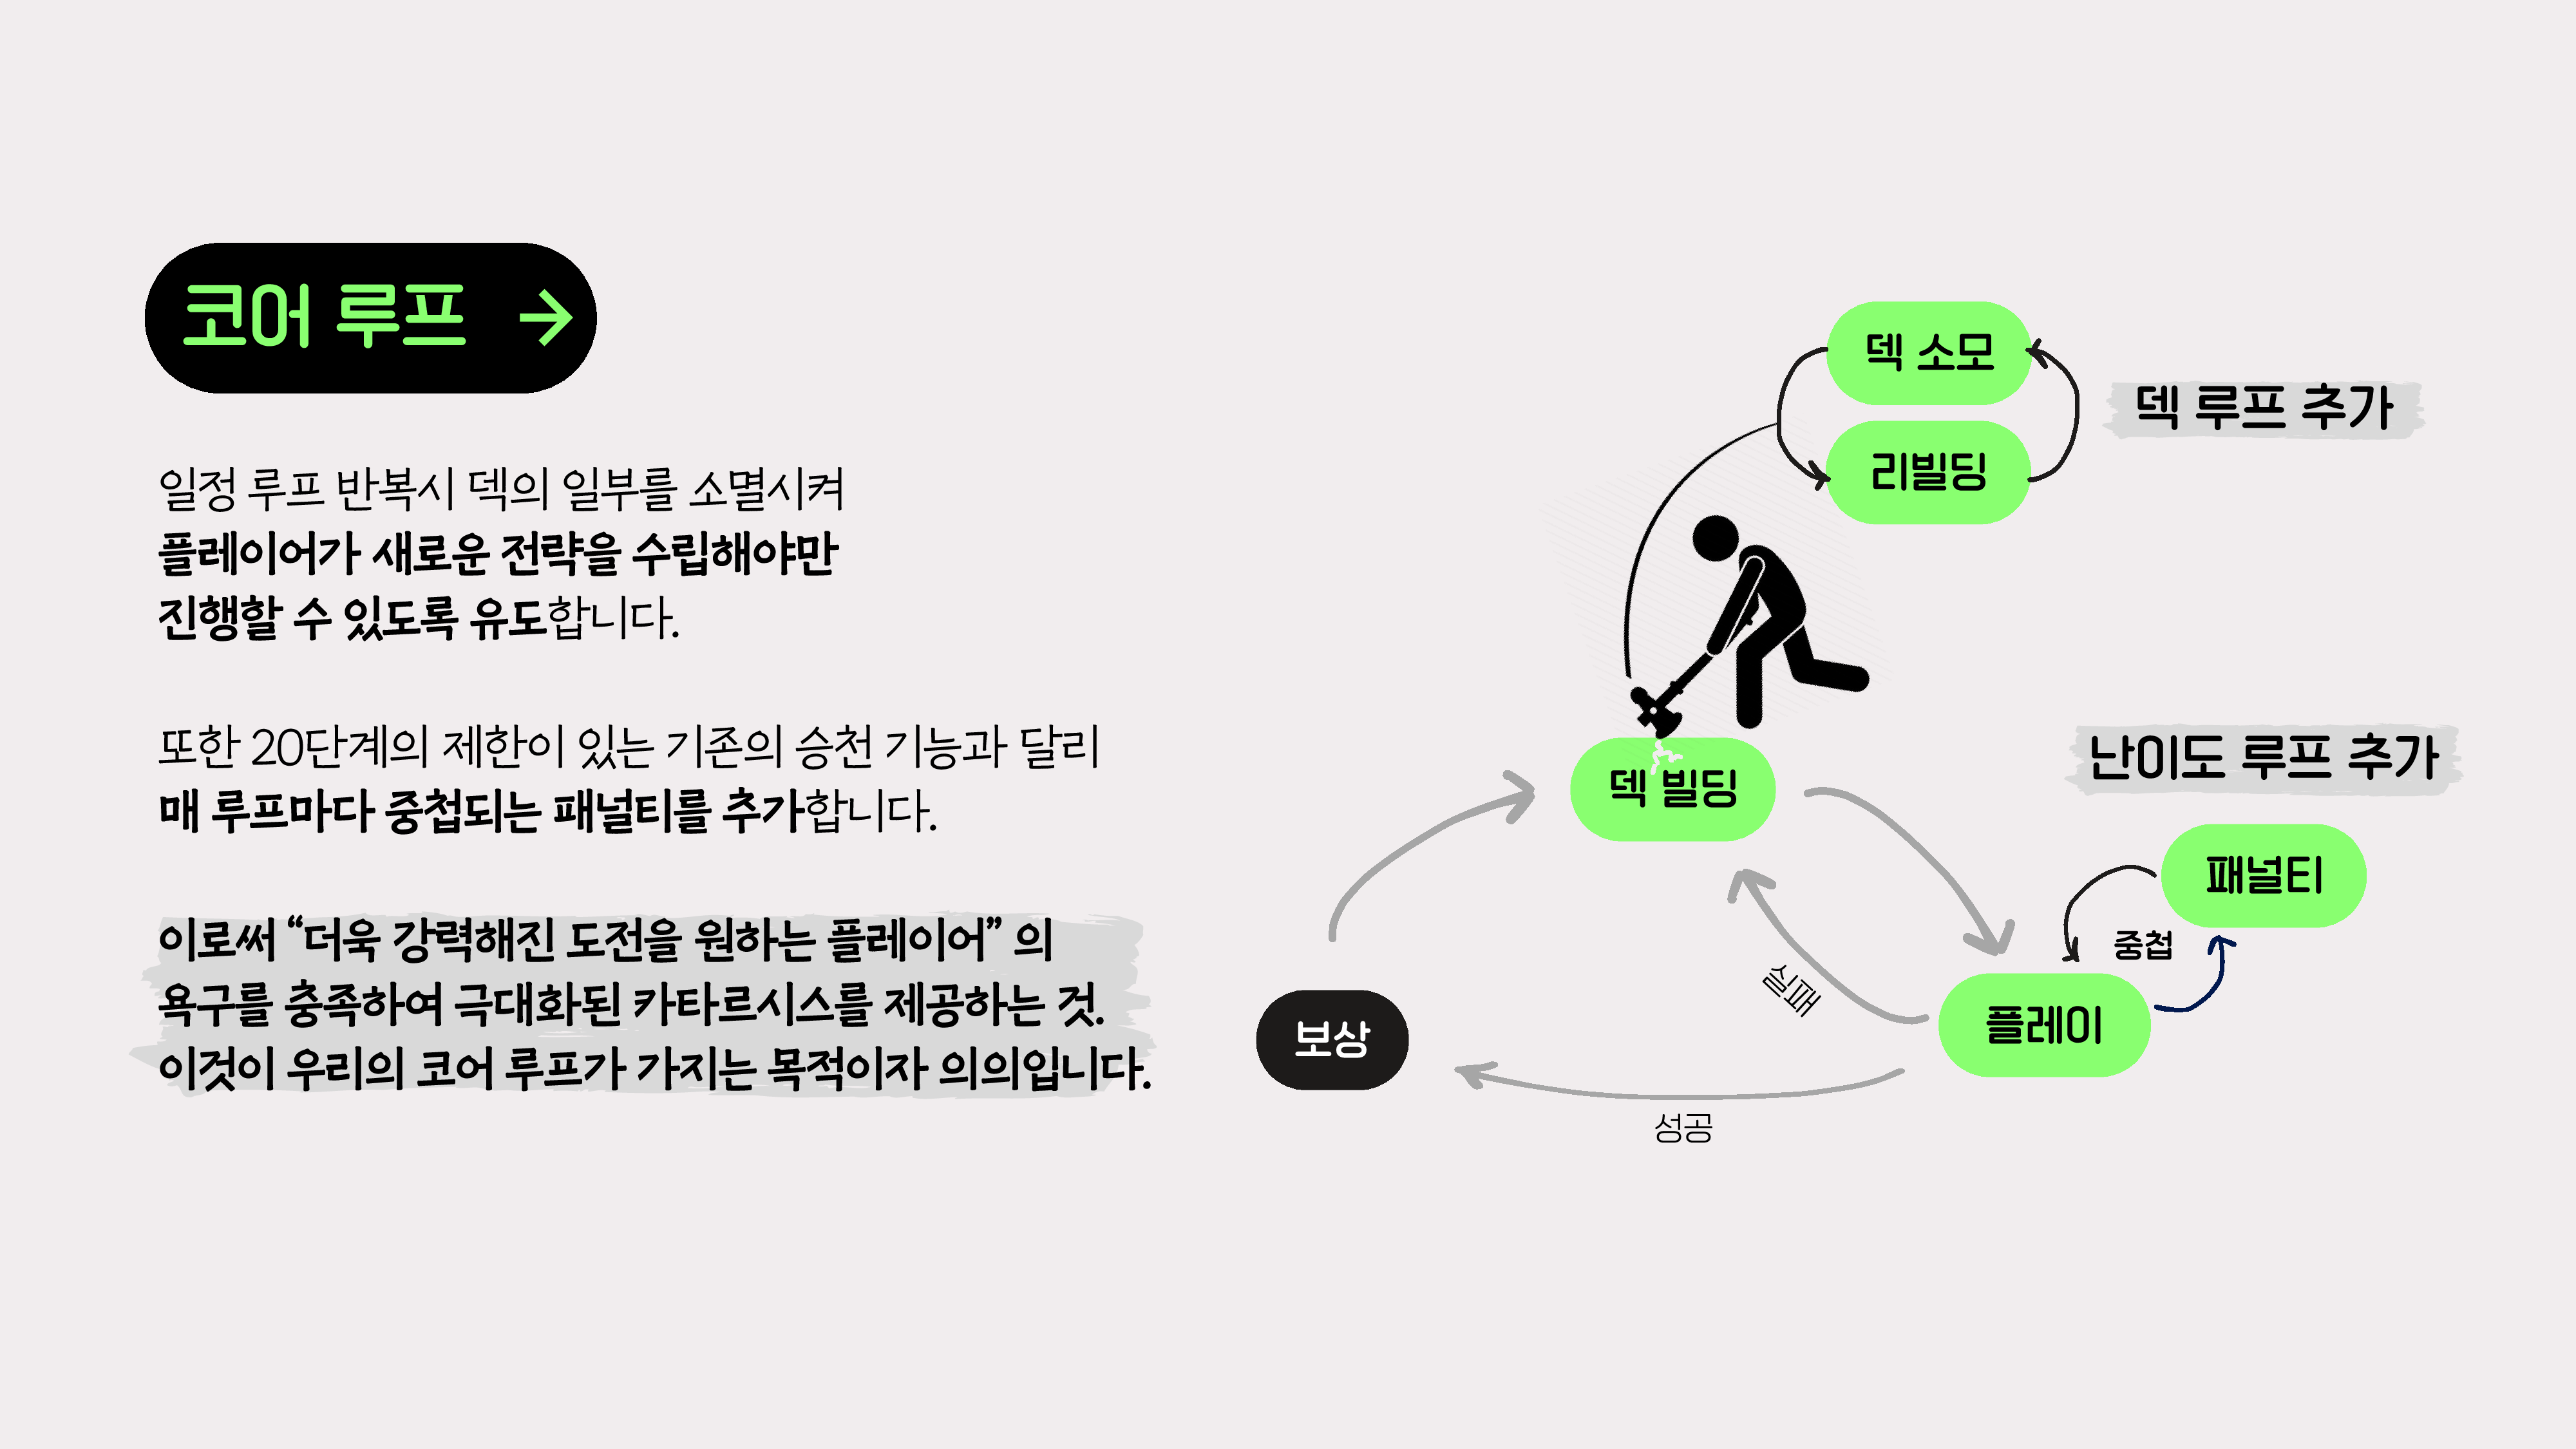 코어 루프 →
일정 루프 반복시 덱의 일부를 소멸시켜
플레이어가 새로운 전략을 수립해야만
진행할 수 있도록 유도합니다.
또한 20단계의 제한이 있는 기존의 승천 기능과 달리
매 루프마다 중첩되는 패널티를 추가합니다.
이로써 “더욱 강력해진 도전을 원하는 플레이어” 의
욕구를 충족하여 극대화된 카타르시스를 제공하는 것.
이것이 우리의 코어 루프가 가지는 목적이자 의의입니다.
덱 소모
덱 루프 추가
리빌딩
난이도 루프 추가
덱 빌딩
패널티
중첩
실패
플레이
보상
성공